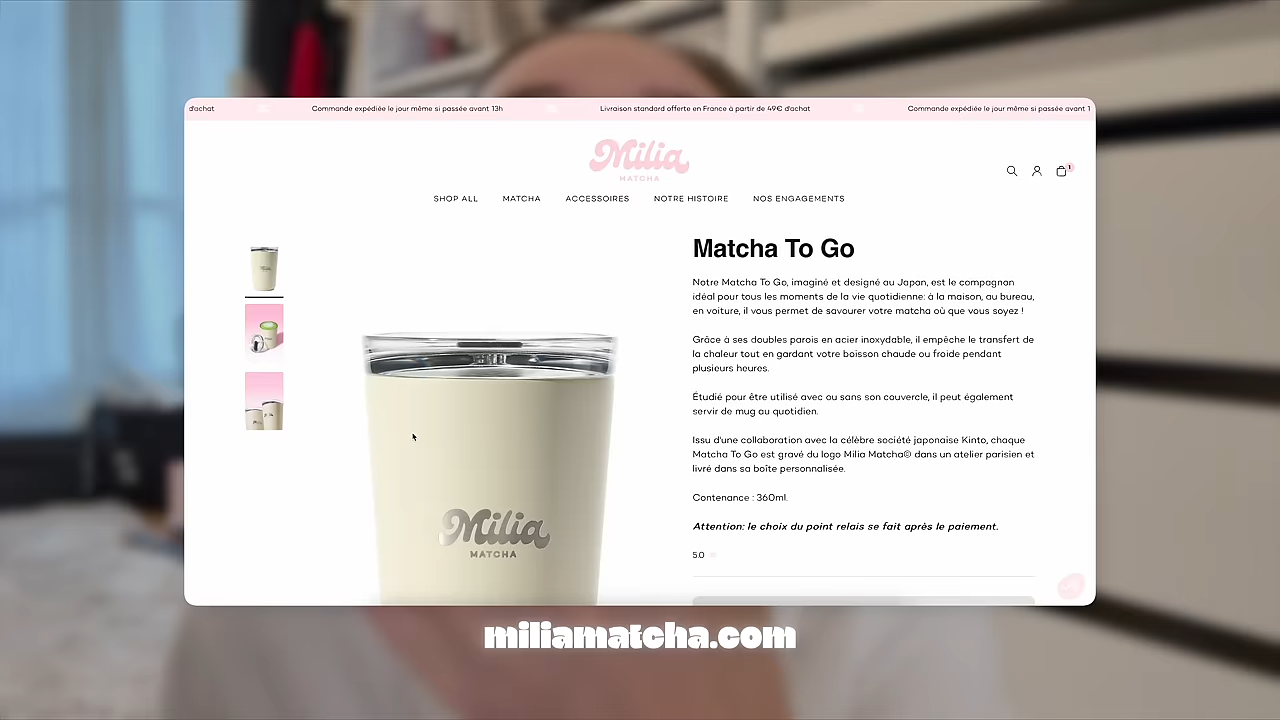 d'achat
Commande expédiée le jour même si passée avant 13h
Livraison standard offerte en France à partir de 49€ d'achat
Commande expédiée le jour même si passée avant 1
Milia
MATCHA
1
SHOP ALL MATCHA ACCESSOIRES NOTRE HISTOIRE NOS ENGAGEMENTS
Matcha To Go
Notre Matcha To Go, imaginé et designé au Japon, est le compagnon
idéal pour tous les moments de la vie quotidienne: à la maison, au bureau,
en voiture, il vous permet de savourer votre matcha où que vous soyez !
Grâce à ses doubles parois en acier inoxydable, il empêche le transfert de
la chaleur tout en gardant votre boisson chaude ou froide pendant
plusieurs heures.
Étudié pour être utilisé avec ou sans son couvercle, il peut également
servir de mug au quotidien.
Issu d'une collaboration avec la célèbre société japonaise Kinto, chaque
Matcha To Go est gravé du logo Milia Matcha© dans un atelier parisien et
livré dans sa boîte personnalisée.
Contenance : 360ml.
Attention: le choix du point relais se fait après le paiement.
5.0
Milia
MATCHA
miliamatcha.com